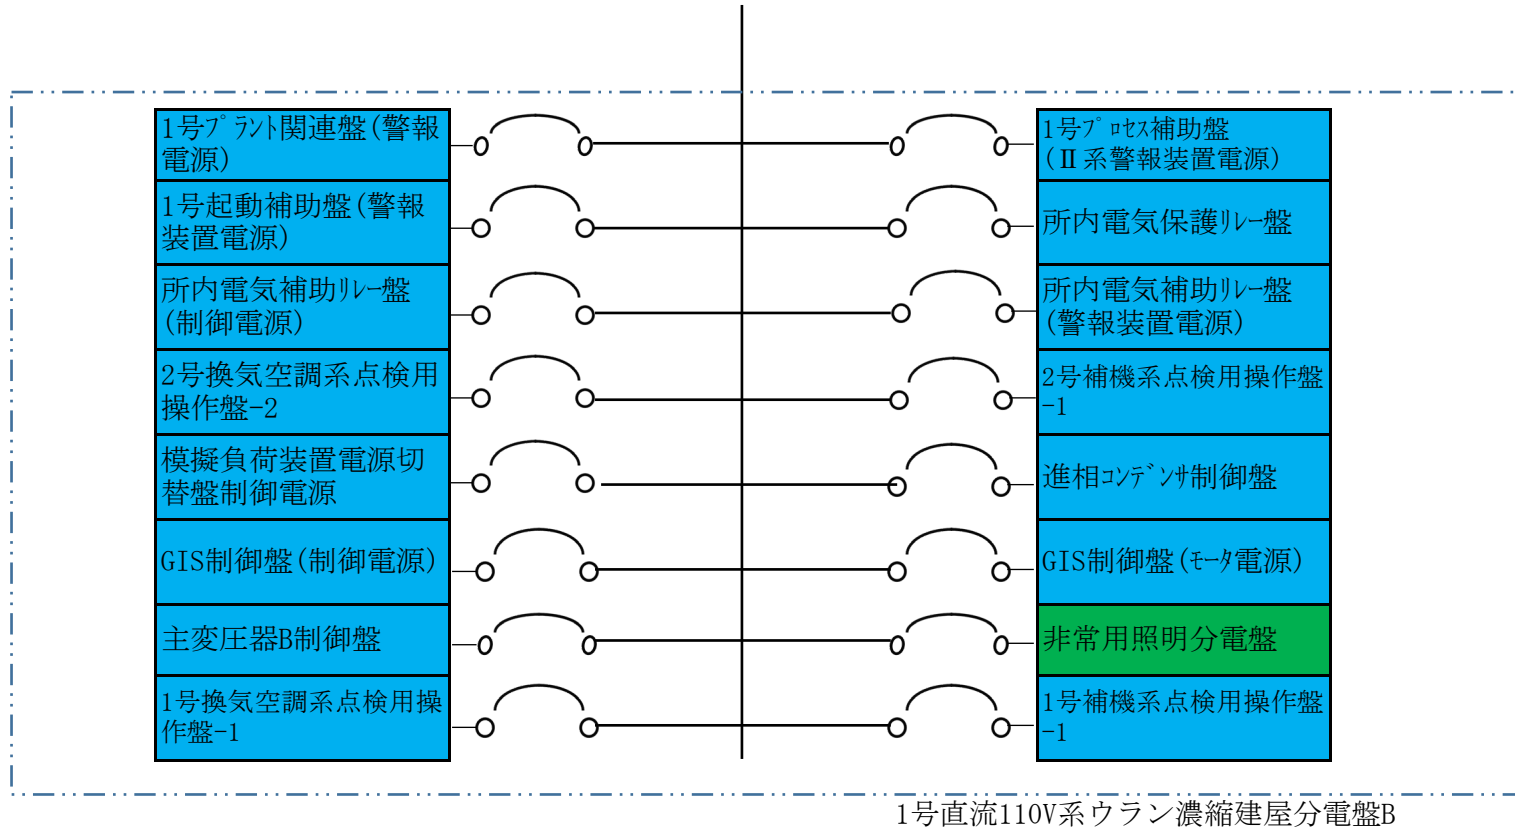 1号ﾌﾟﾗﾝﾄ関連盤(警報
電源)
1号起動補助盤(警報
装置電源)
所内電気補助ﾘﾚｰ盤
(制御電源)
2号換気空調系点検用
操作盤-2
模擬負荷装置電源切
替盤制御電源
GIS制御盤(制御電源)
主変圧器B制御盤
1号換気空調系点検用操
作盤-1
1号ﾌﾟﾛｾｽ補助盤
(Ⅱ系警報装置電源)
所内電気保護ﾘﾚｰ盤
所内電気補助ﾘﾚｰ盤
(警報装置電源)
2号補機系点検用操作盤
-1
進相ｺﾝﾃﾞﾝｻ制御盤
GIS制御盤(ﾓｰﾀ電源)
非常用照明分電盤
1号補機系点検用操作盤
-1
1号直流110V系ウラン濃縮建屋分電盤B